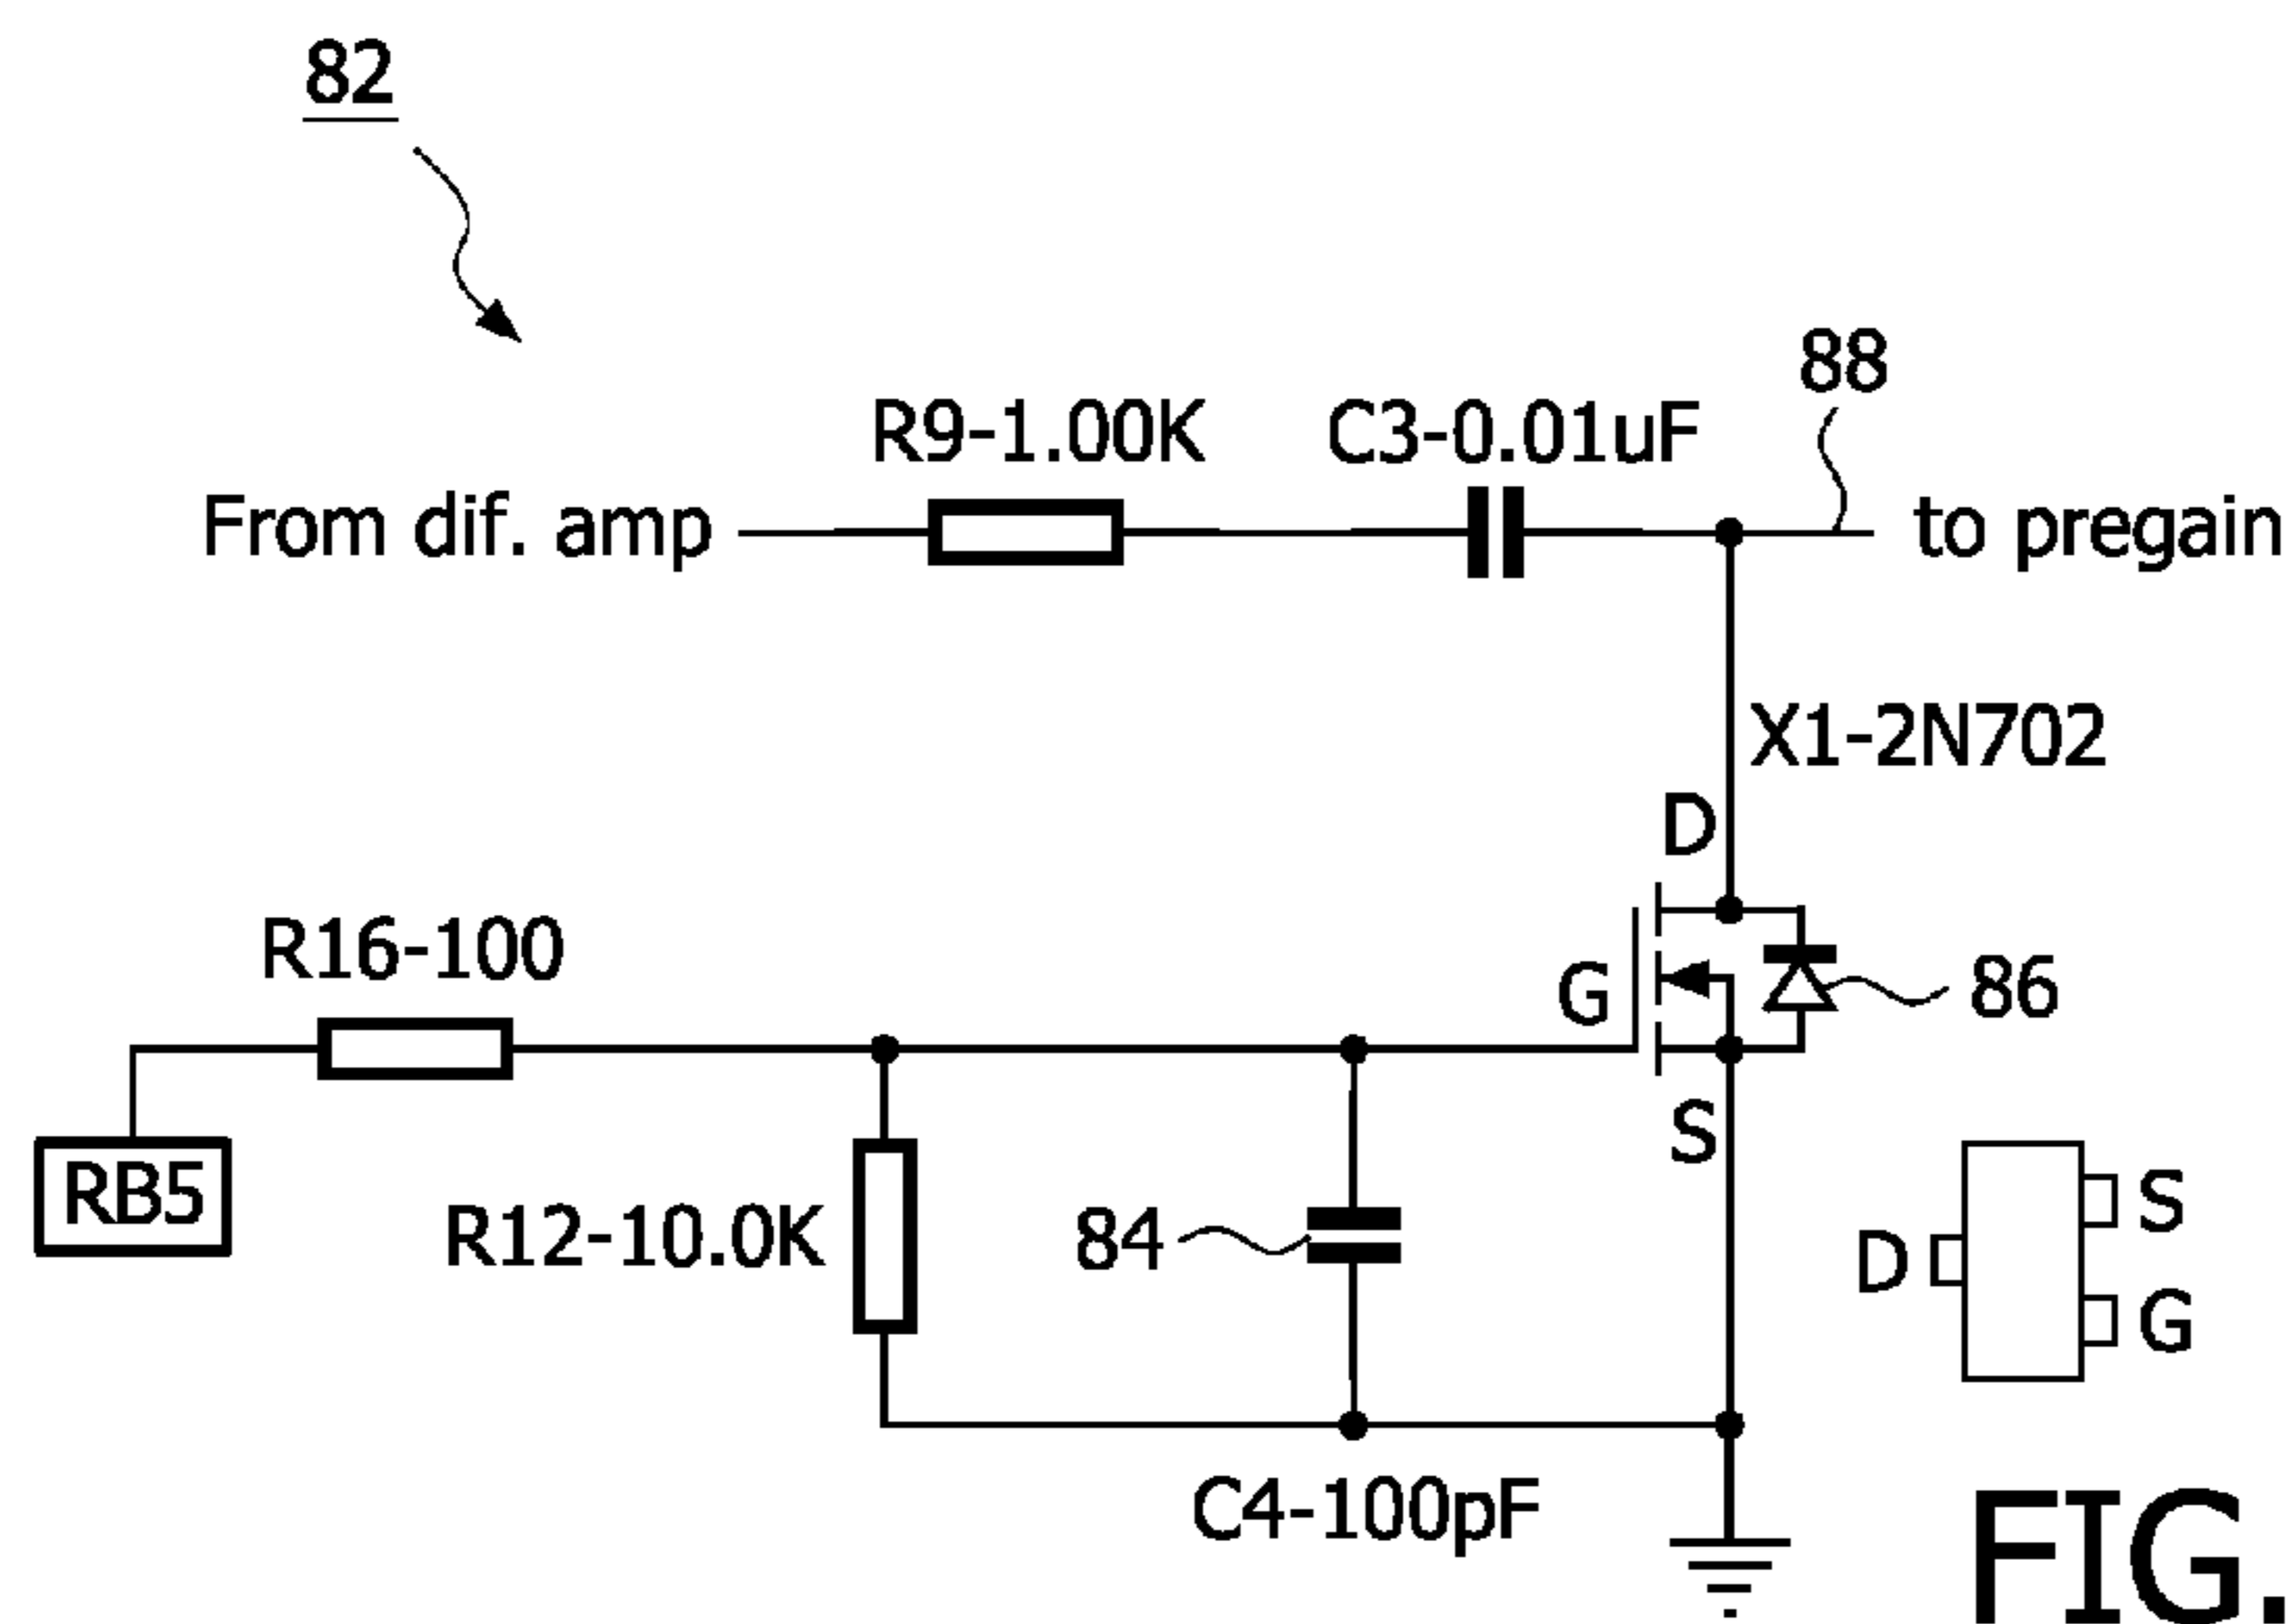 82
88
R9-1.00K
C3-0.01uF
From dif. amp
to pregain
X1-2N702
D
R16-100
G
86
S
RB5
R12-10.0K
84
S
D
G
C4-100pF
FIG.